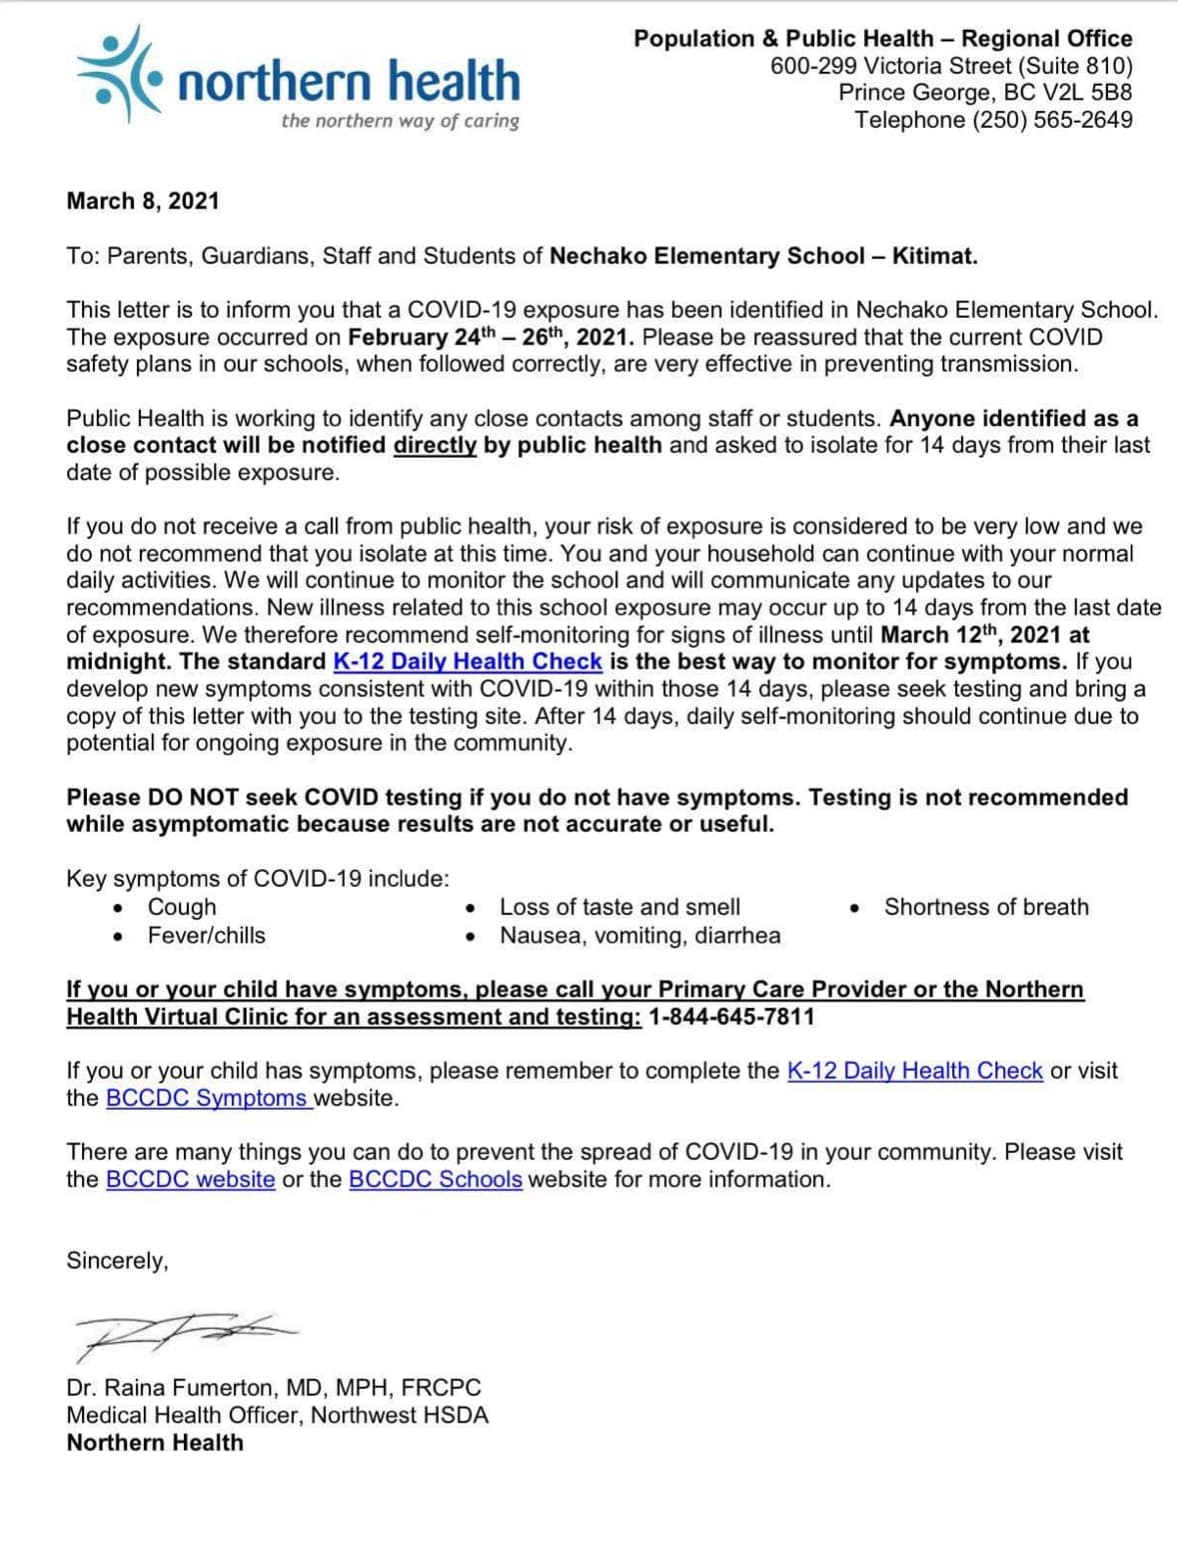 northern health
the northern way of caring
Population & Public Health – Regional Office
600-299 Victoria Street (Suite 810)
Prince George, BC V2L 5B8
Telephone (250) 565-2649
March 8, 2021
To: Parents, Guardians, Staff and Students of Nechako Elementary School – Kitimat.
This letter is to inform you that a COVID-19 exposure has been identified in Nechako Elementary School.
The exposure occurred on February 24th – 26th, 2021. Please be reassured that the current COVID
safety plans in our schools, when followed correctly, are very effective in preventing transmission.
Public Health is working to identify any close contacts among staff or students. Anyone identified as a
close contact will be notified directly by public health and asked to isolate for 14 days from their last
date of possible exposure.
If you do not receive a call from public health, your risk of exposure is considered to be very low and we
do not recommend that you isolate at this time. You and your household can continue with your normal
daily activities. We will continue to monitor the school and will communicate any updates to our
recommendations. New illness related to this school exposure may occur up to 14 days from the last date
of exposure. We therefore recommend self-monitoring for signs of illness until March 12th, 2021 at
midnight. The standard K-12 Daily Health Check is the best way to monitor for symptoms. If you
develop new symptoms consistent with COVID-19 within those 14 days, please seek testing and bring a
copy of this letter with you to the testing site. After 14 days, daily self-monitoring should continue due to
potential for ongoing exposure in the community.
Please DO NOT seek COVID testing if you do not have symptoms. Testing is not recommended
while asymptomatic because results are not accurate or useful.
Key symptoms of COVID-19 include:
• Cough
• Fever/chills
• Loss of taste and smell
• Nausea, vomiting, diarrhea
• Shortness of breath
If you or your child have symptoms, please call your Primary Care Provider or the Northern
Health Virtual Clinic for an assessment and testing: 1-844-645-7811
If you or your child has symptoms, please remember to complete the K-12 Daily Health Check or visit
the BCCDC Symptoms website.
There are many things you can do to prevent the spread of COVID-19 in your community. Please visit
the BCCDC website or the BCCDC Schools website for more information.
Sincerely,
Dr. Raina Fumerton, MD, MPH, FRCPC
Medical Health Officer, Northwest HSDA
Northern Health